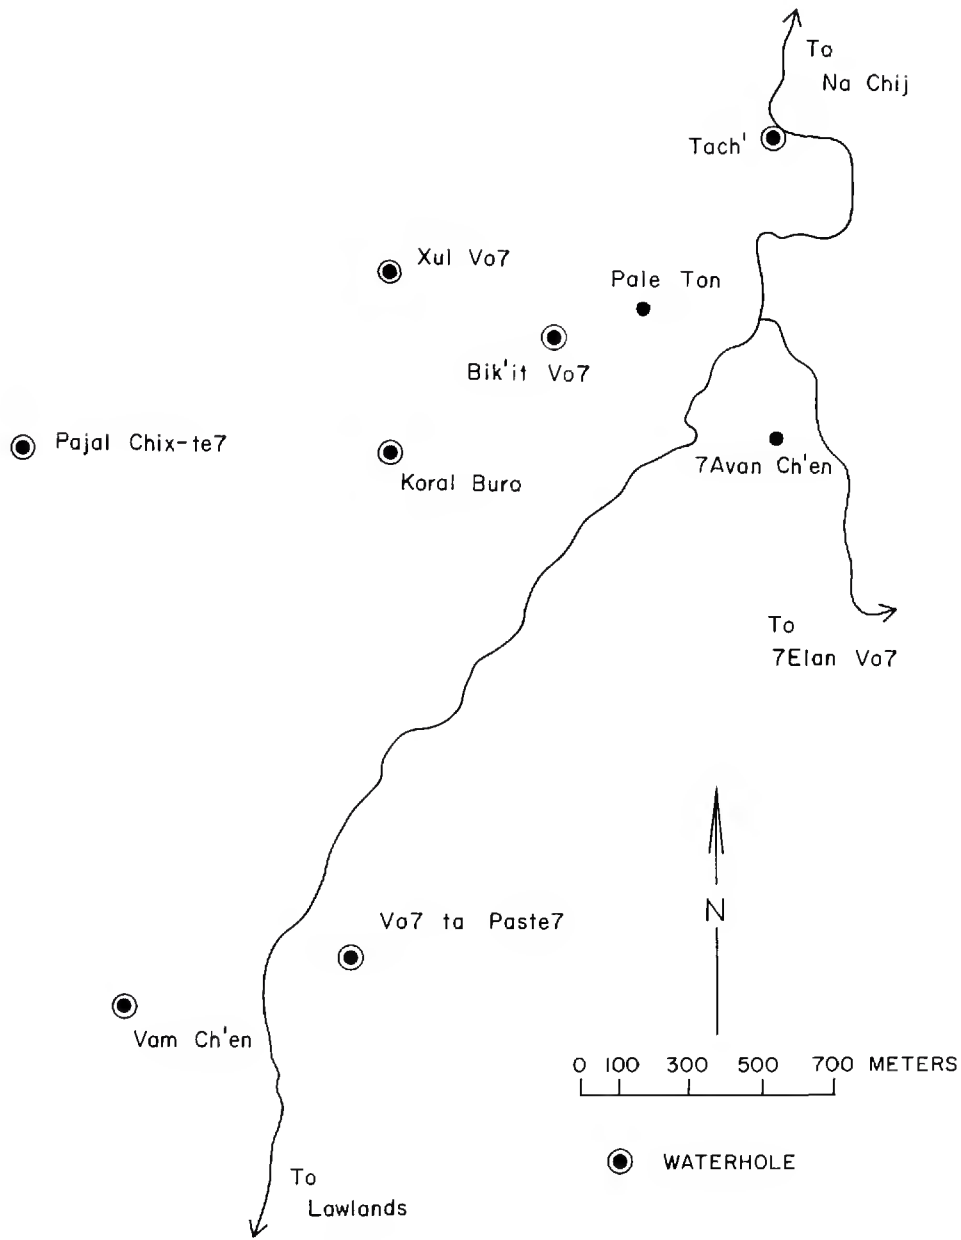 To
Na Chij
Tach'
Xul Vo7
Pale Ton
Bik'it Vo7
Pajal Chix-te7
Koral Buro
7Avan Ch'en
To
7Elan Vo7
Vo7 ta Paste7
N
Vam Ch'en
0 100 300 500 700 METERS
WATERHOLE
To
Lowlands